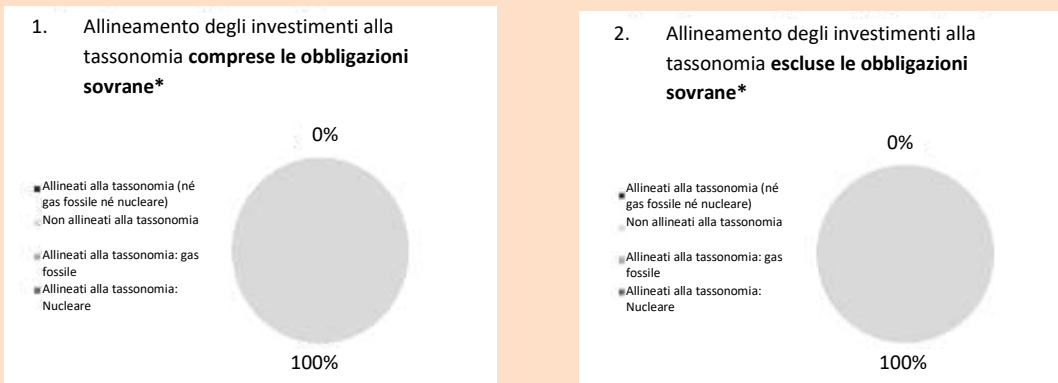 1. Allineamento degli investimenti alla
tassonomia comprese le obbligazioni
sovrane*
0%
Allineati alla tassonomia (né
gas fossile né nucleare)
Non allineati alla tassonomia
Allineati alla tassonomia: gas
fossile
Allineati alla tassonomia:
Nucleare
100%
2. Allineamento degli investimenti alla
tassonomia escluse le obbligazioni
sovrane*
0%
Allineati alla tassonomia (né
gas fossile né nucleare)
Non allineati alla tassonomia
Allineati alla tassonomia: gas
fossile
Allineati alla tassonomia:
Nucleare
100%